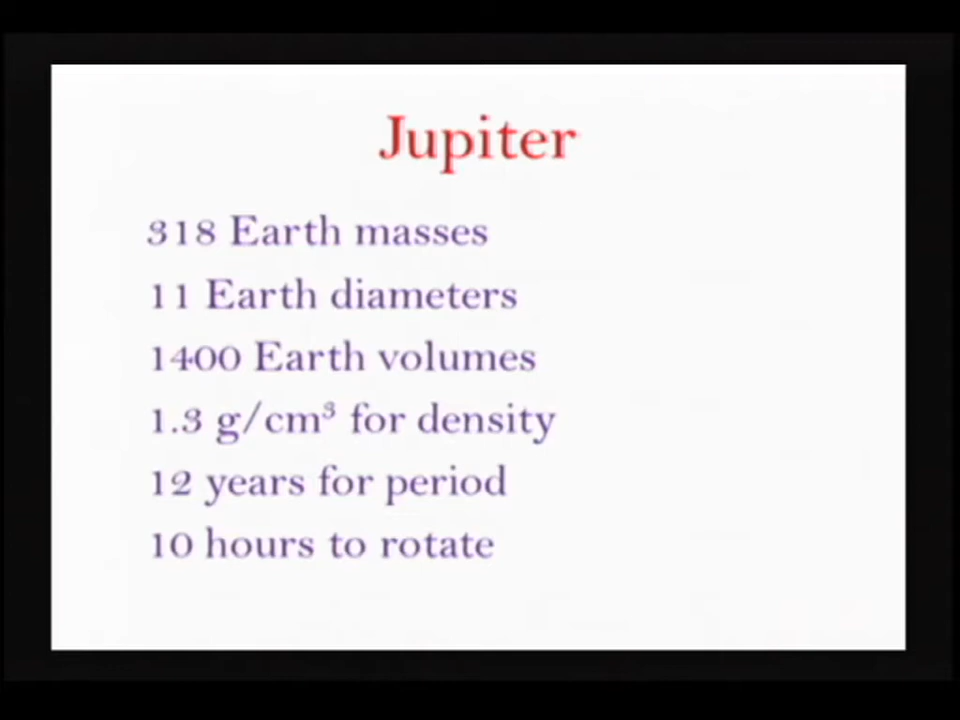 Jupiter
318 Earth masses
11 Earth diameters
1400 Earth volumes
1.3 g/cm³ for density
12 years for period
10 hours to rotate